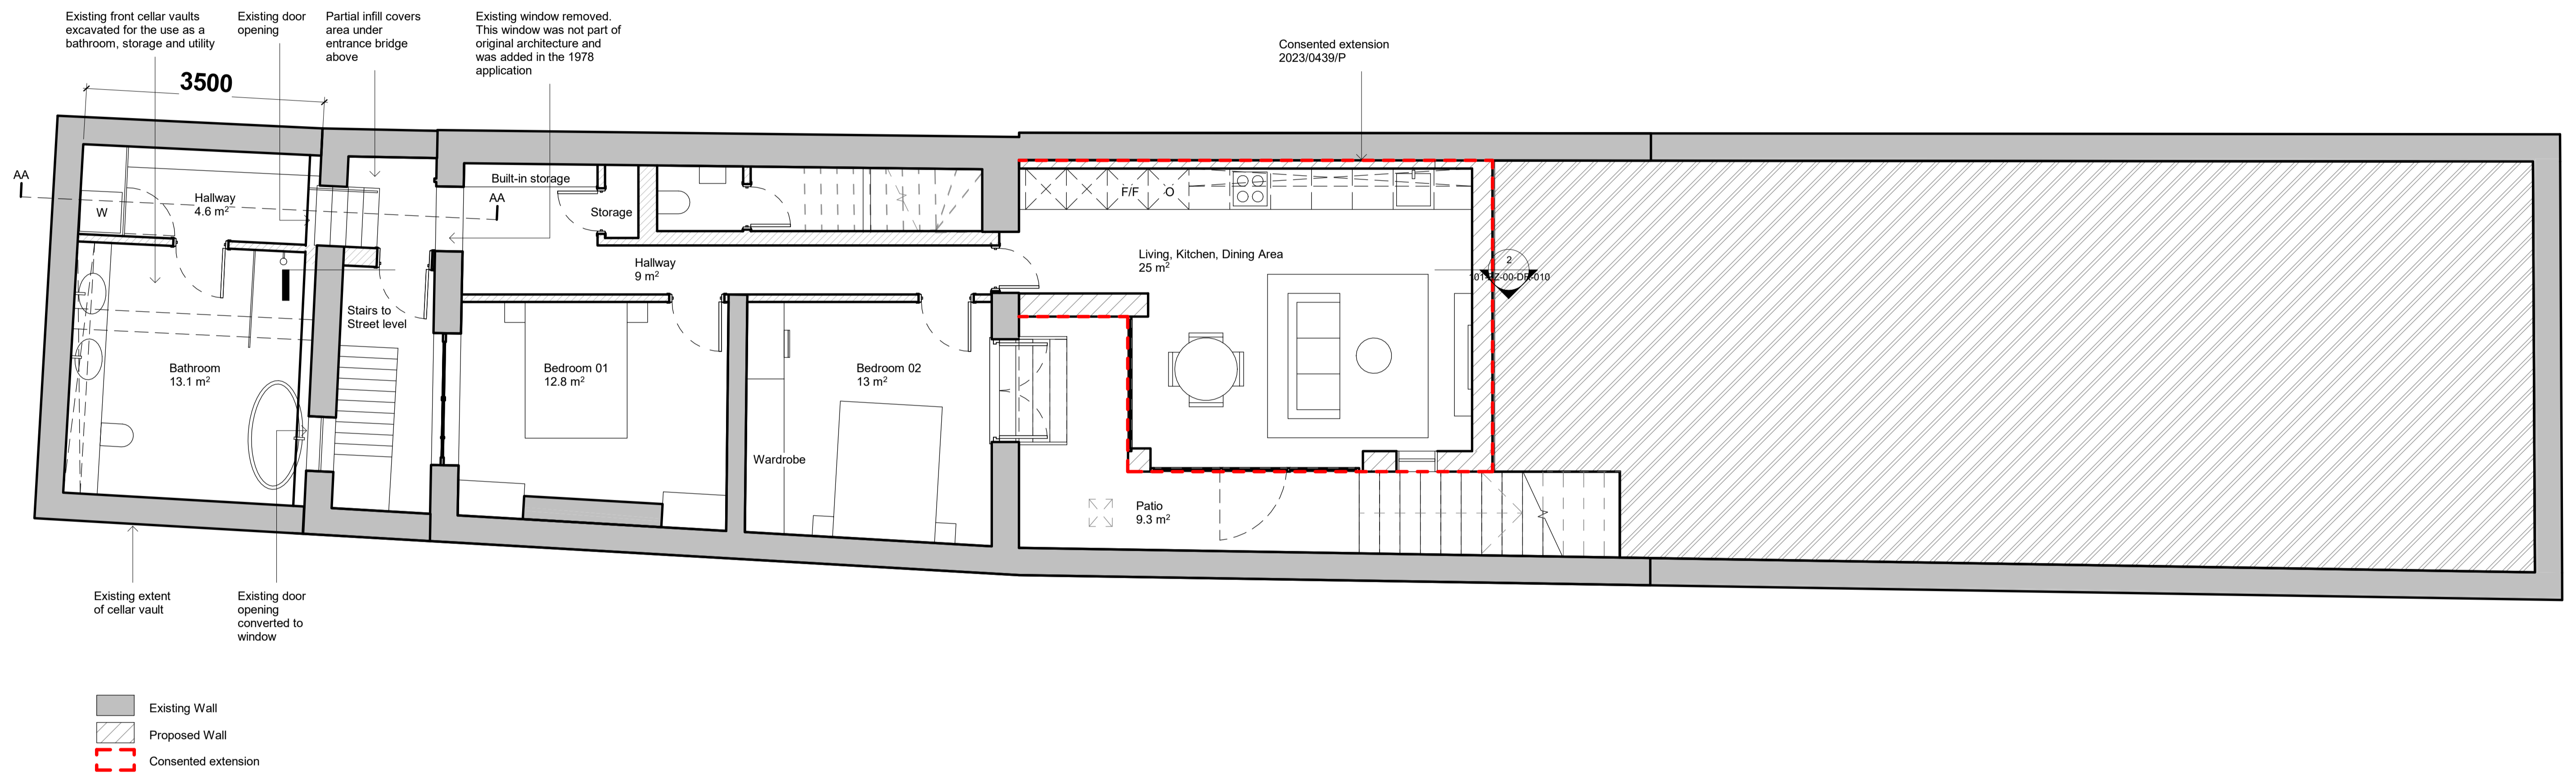 Existing front cellar vaults
excavated for the use as a
bathroom, storage and utility
Existing door
opening
Partial infill covers
area under
entrance bridge
above
Existing window removed.
This window was not part of
original architecture and
was added in the 1978
application
Consented extension
2023/0439/P
3500
AA
AA
W
Hallway
4.6 m²
Built-in storage
Storage
F/F
O
Hallway
9 m²
Living, Kitchen, Dining Area
25 m²
2
Stairs to
Street level
Bathroom
13.1 m²
Bedroom 01
12.8 m²
Bedroom 02
13 m²
Wardrobe
Patio
9.3 m²
Existing extent
of cellar vault
Existing door
opening
converted to
window
Existing Wall
Proposed Wall
Consented extension